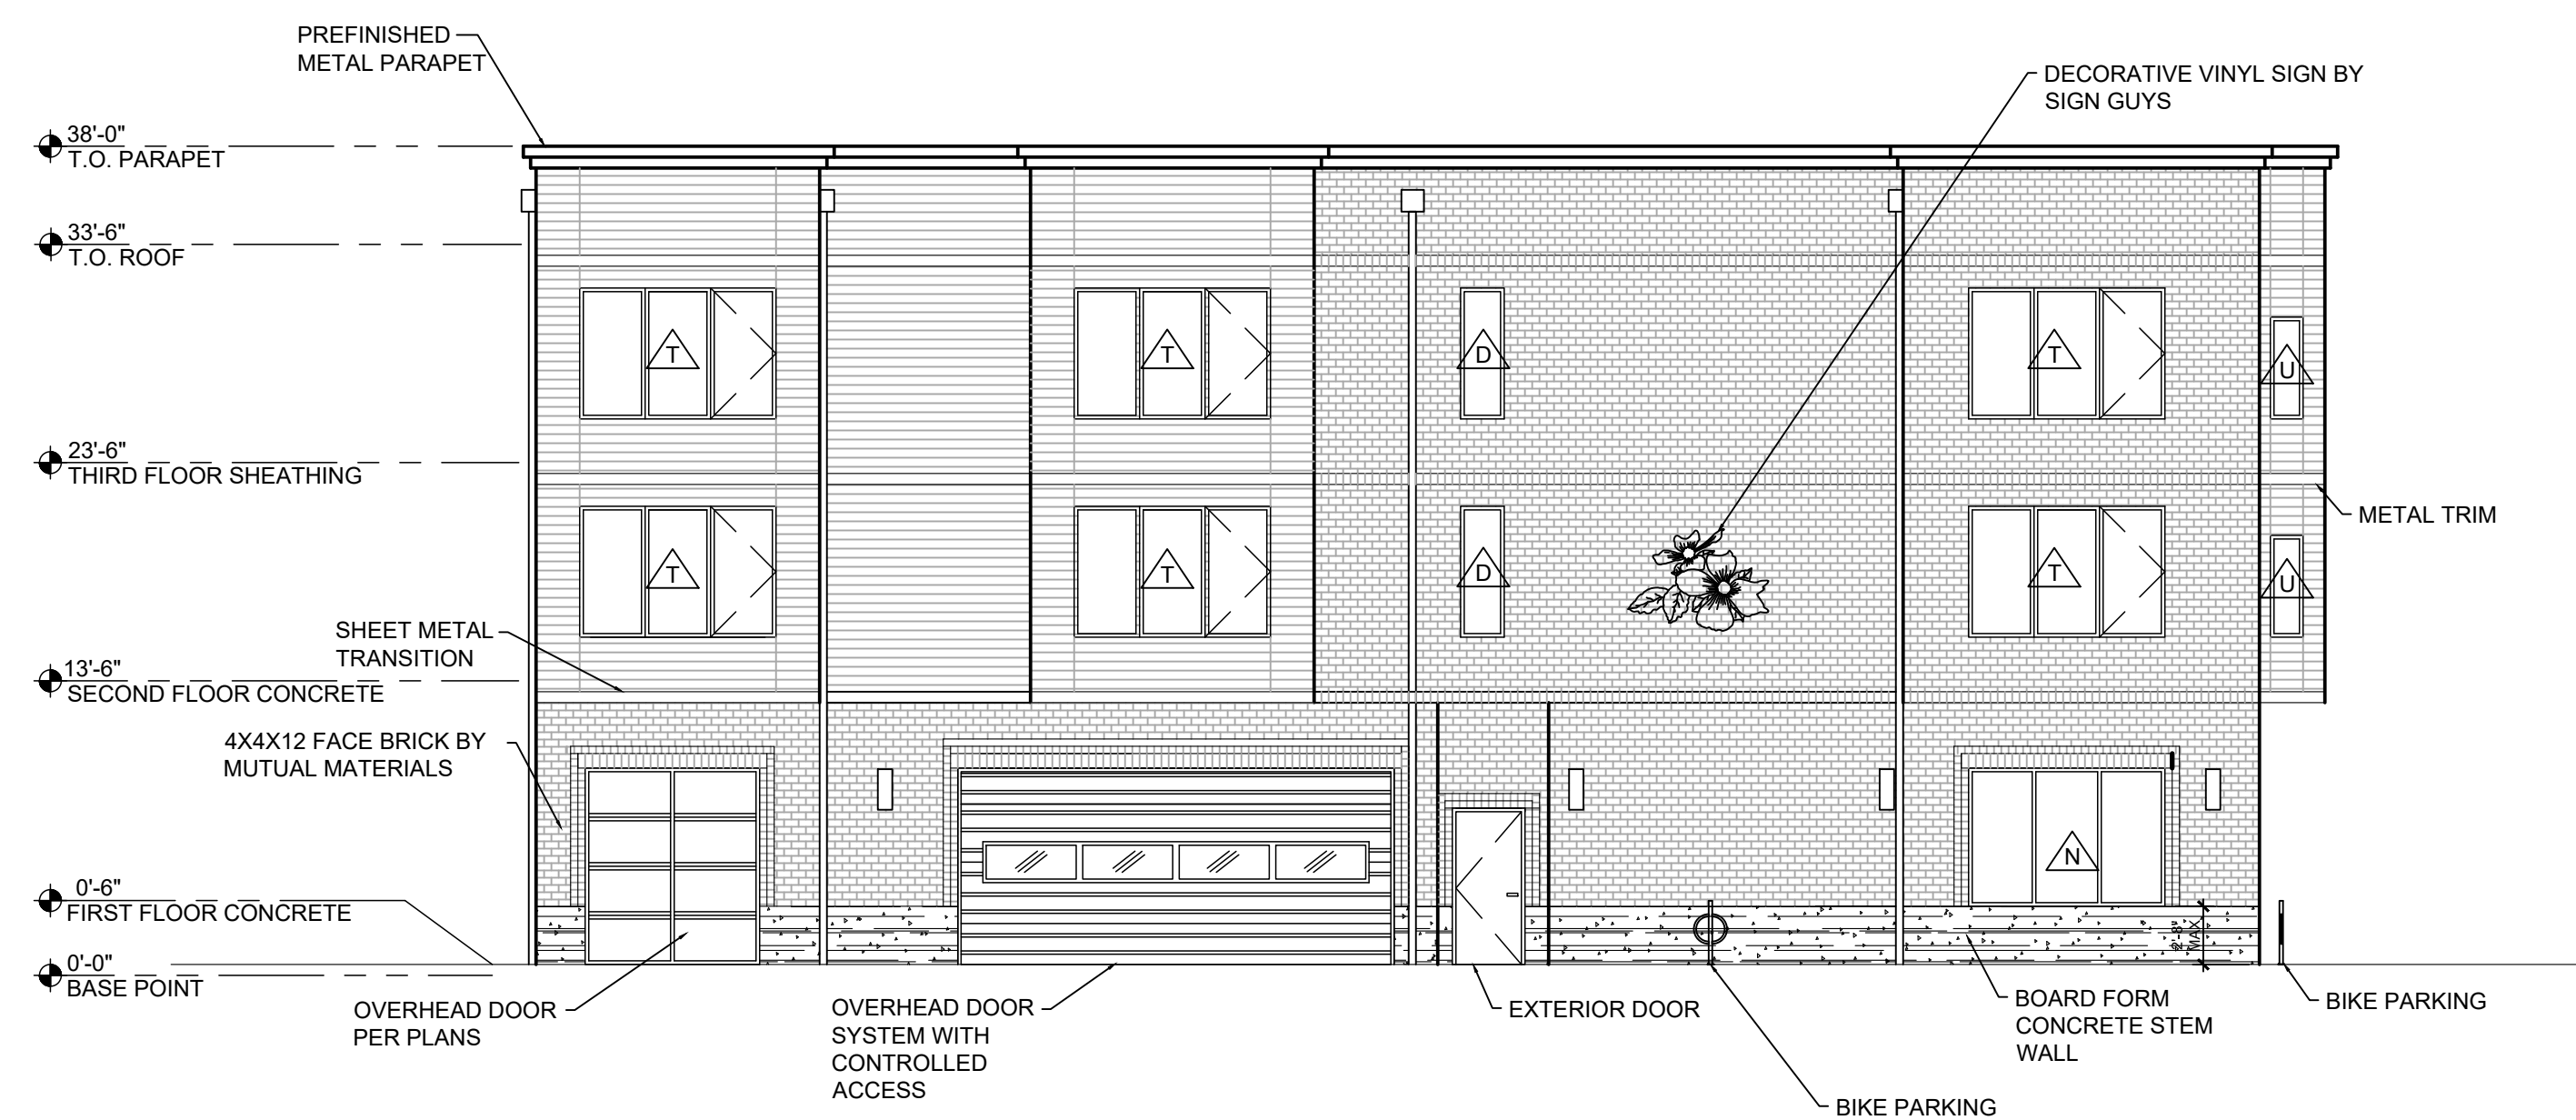 PREFINISHED
METAL PARAPET
DECORATIVE VINYL SIGN BY
SIGN GUYS
38'-0"
T.O. PARAPET
33'-6"
T.O. ROOF
T
T
D
T
U
23'-6"
THIRD FLOOR SHEATHING
METAL TRIM
T
T
D
T
U
SHEET METAL
TRANSITION
13'-6"
SECOND FLOOR CONCRETE
4X4X12 FACE BRICK BY
MUTUAL MATERIALS
N
0'-6"
FIRST FLOOR CONCRETE
2'-8"
MAX
0'-0"
BASE POINT
OVERHEAD DOOR
PER PLANS
OVERHEAD DOOR
SYSTEM WITH
CONTROLLED
ACCESS
EXTERIOR DOOR
BOARD FORM
CONCRETE STEM
WALL
BIKE PARKING
BIKE PARKING